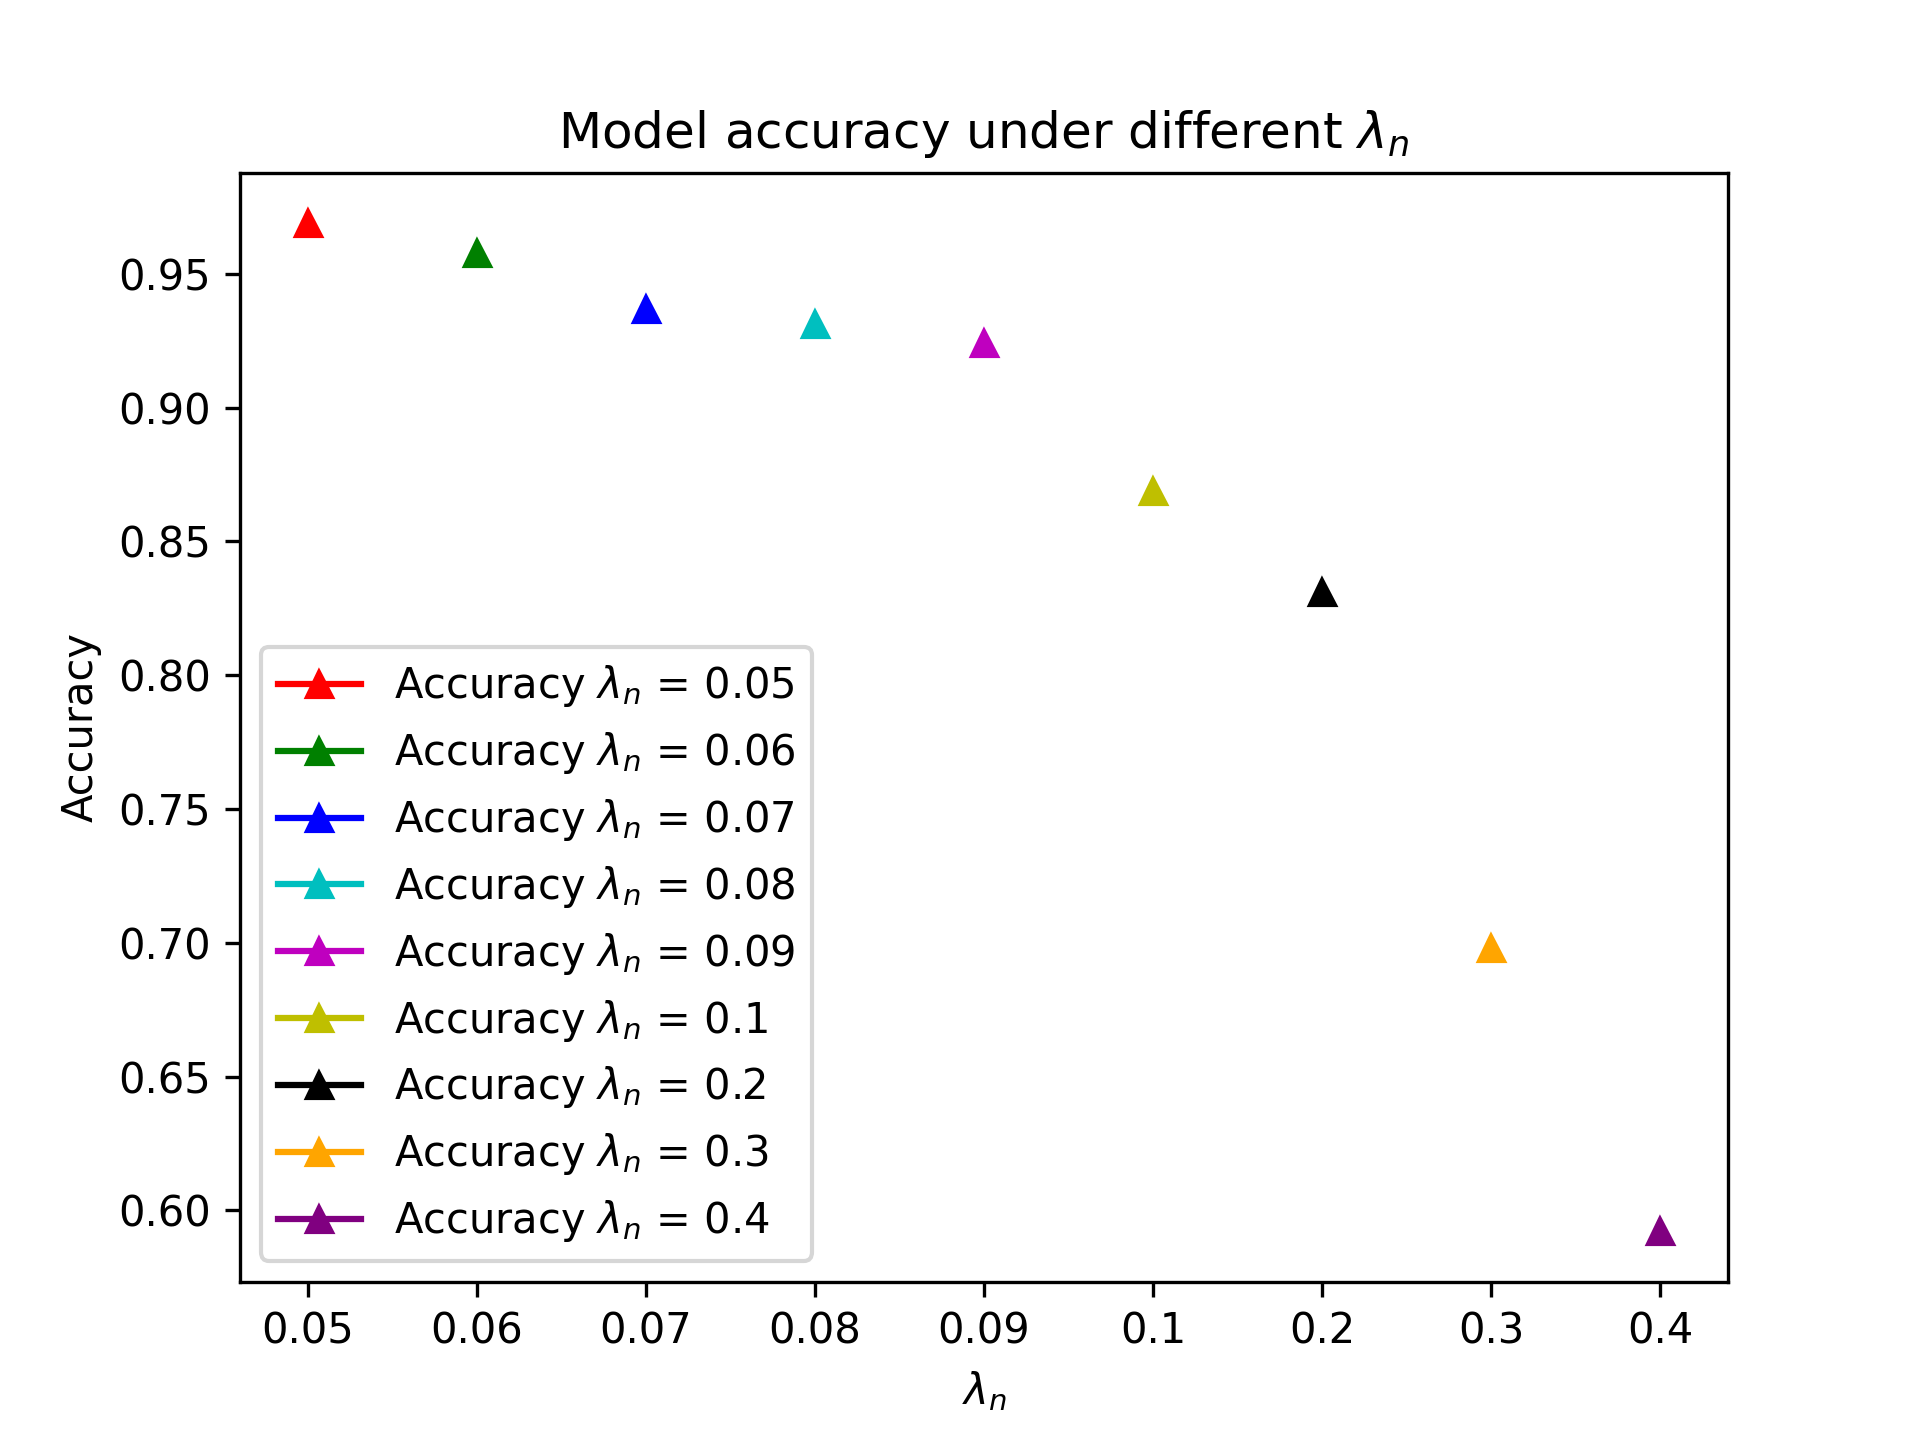 Model accuracy under different λn
Accuracy
0.95
0.90
0.85
0.80
0.75
0.70
0.65
0.60
Accuracy λn = 0.05
Accuracy λn = 0.06
Accuracy λn = 0.07
Accuracy λn = 0.08
Accuracy λn = 0.09
Accuracy λn = 0.1
Accuracy λn = 0.2
Accuracy λn = 0.3
Accuracy λn = 0.4
0.05 0.06 0.07 0.08 0.09 0.1 0.2 0.3 0.4
λn